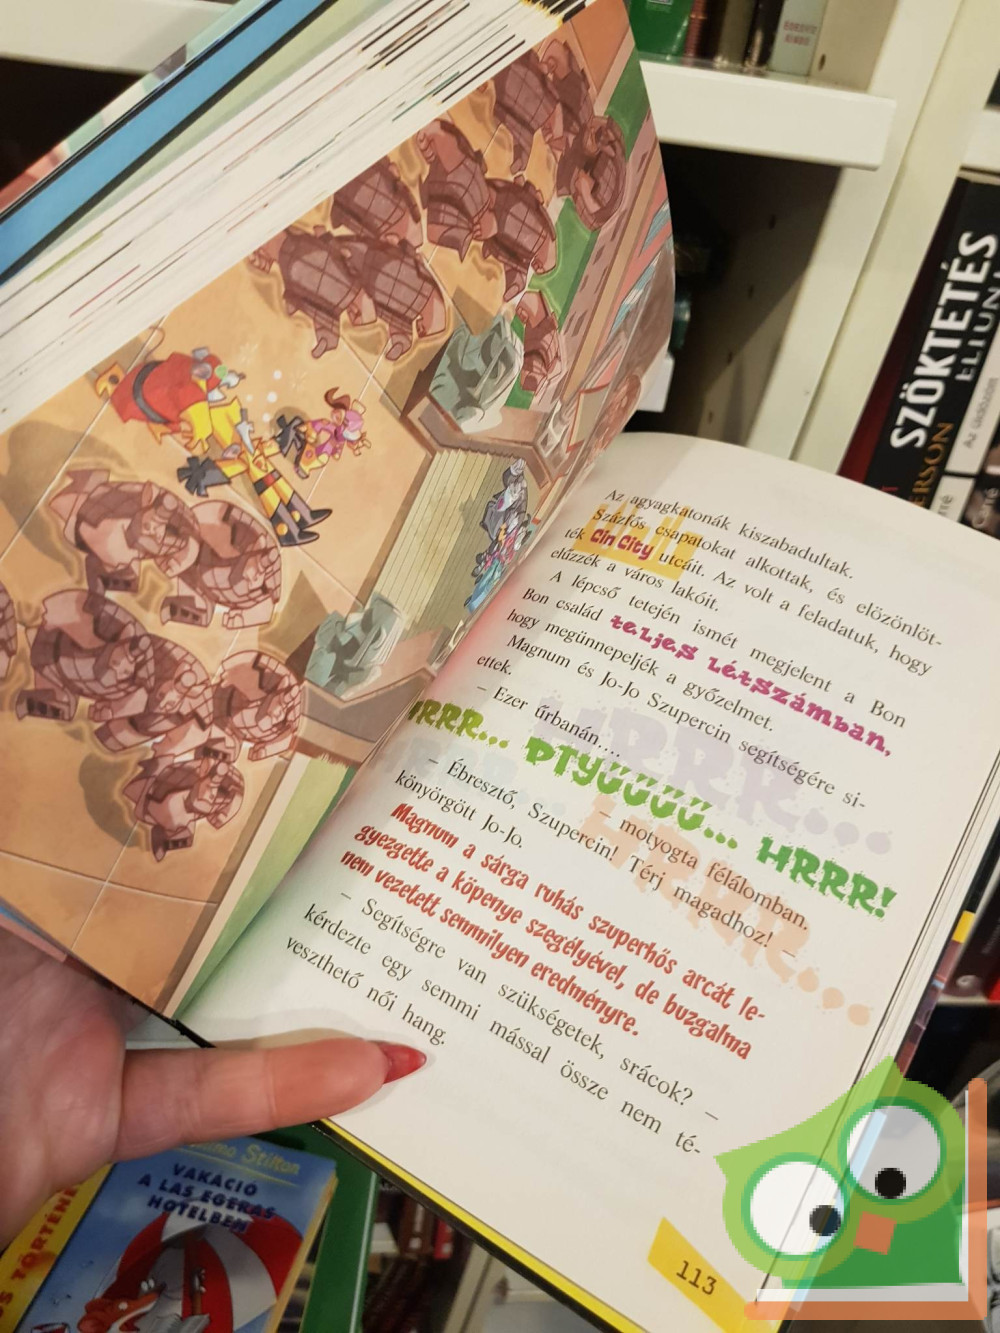 Az agyagkatonák kiszabadultak.
Százfős csapatokat alkottak, és elözönlöt-
ték Cin City utcáit. Az volt a feladatuk, hogy
elűzzék a város lakóit.
A lépcső tetején ismét megjelent a Bon
Bon család teljes létszámban,
hogy megünnepeljék a győzelmet.
Magnum és Jo-Jo Szupercin segítségére si-
ettek.
– Ezer űrbanán....
HRRR... PTYŰŰŰŰ... HRRR!
– motyogta félálomban.
– Ébresztő, Szupercin! Térj magadhoz! –
könyörgött Jo-Jo.
Magnum a sárga ruhás szuperhős arcát le-
gyezgette a köpenye szegélyével, de buzgalma
nem vezetett semmilyen eredményre.
– Segítségre van szükségetek, srácok? –
kérdezte egy semmi mással össze nem té-
veszthető női hang.
113
SZÖKTETÉS
ERSON
Stilton
VAKÁCIÓ
A LAS EGERAS
HOTELBEN